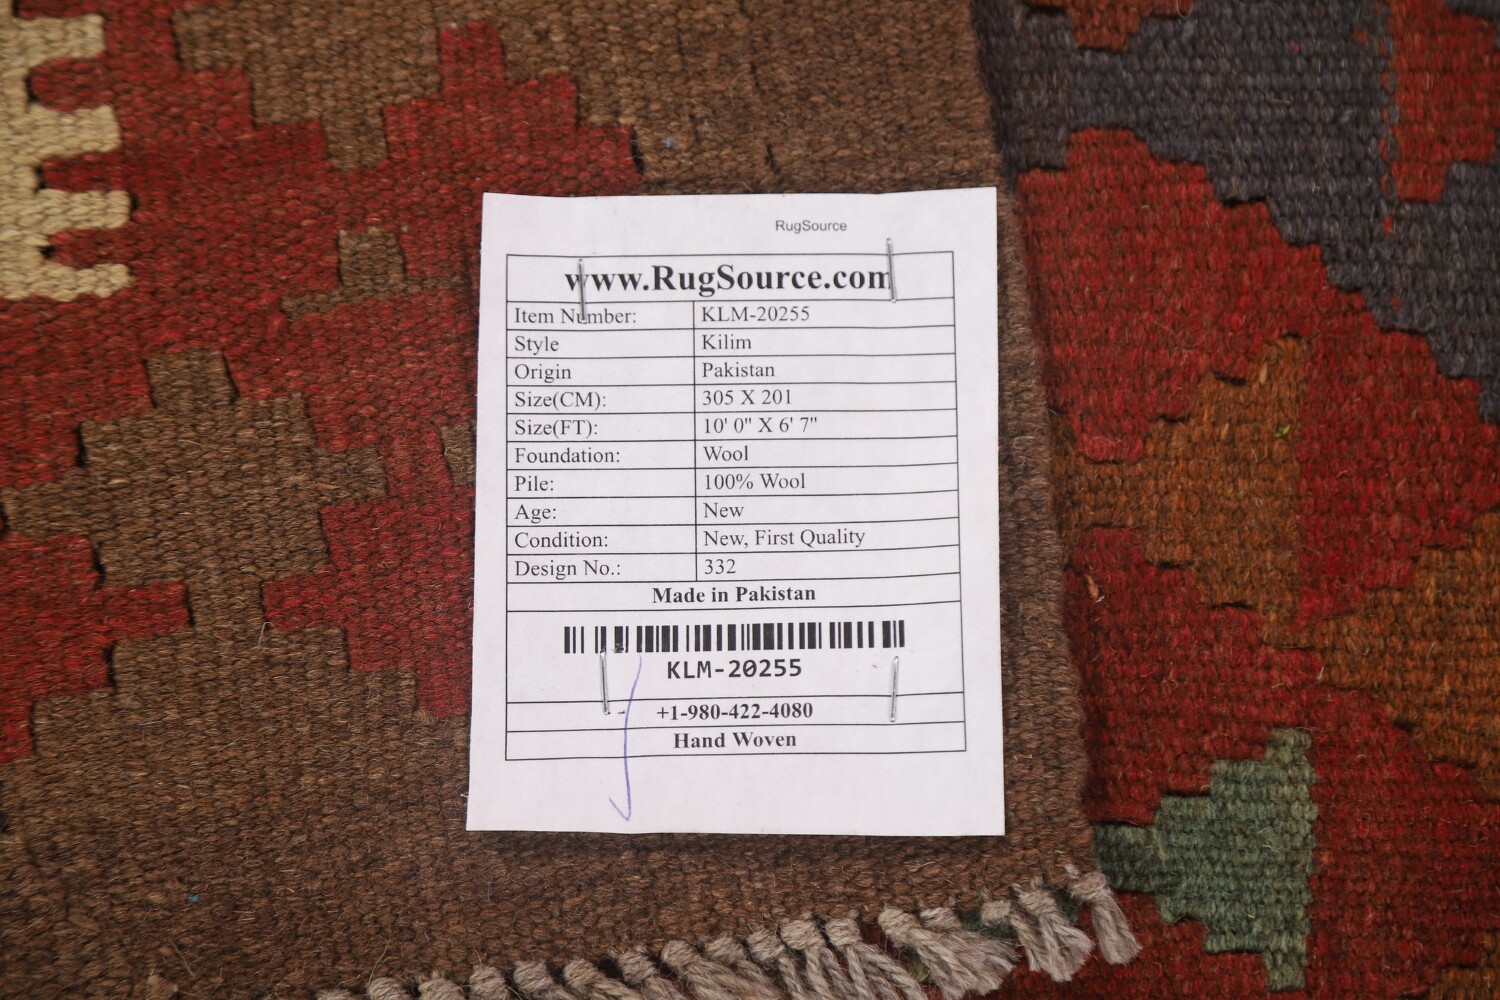 RugSource
www.RugSource.com
Item Number: KLM-20255
Style Kilim
Origin Pakistan
Size(CM): 305 X 201
Size(FT): 10' 0" X 6' 7"
Foundation: Wool
Pile: 100% Wool
Age: New
Condition: New, First Quality
Design No.: 332
Made in Pakistan
KLM-20255
+1-980-422-4080
Hand Woven